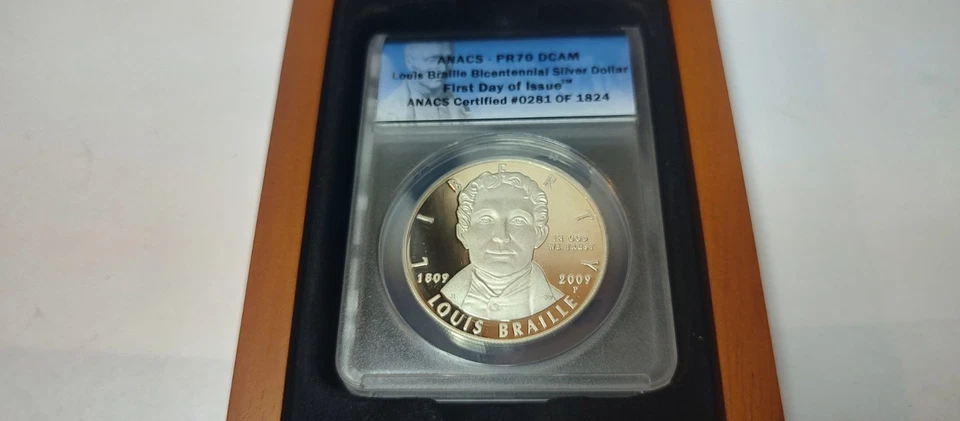 ANACS - PR70 DCAM
Louis Braille Bicentennial Silver Dollar
First Day of Issue™
ANACS Certified #0281 OF 1824
LIBERTY
IN GOD
WE TRUST
1809 2009
P
LOUIS BRAILLE